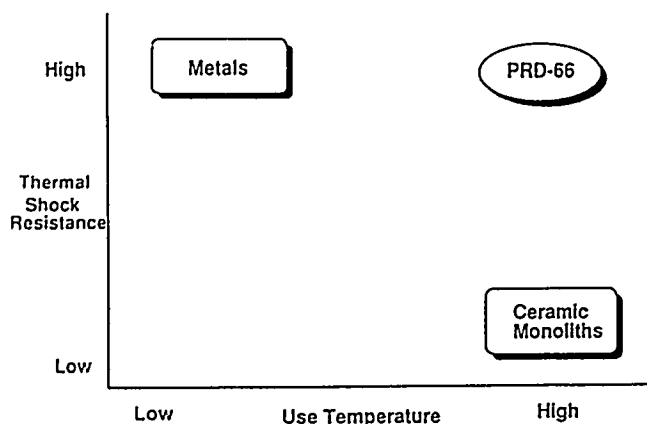 High
Metals
PRD-66
Thermal
Shock
Resistance
Ceramic
Monoliths
Low
Low
Use Temperature
High